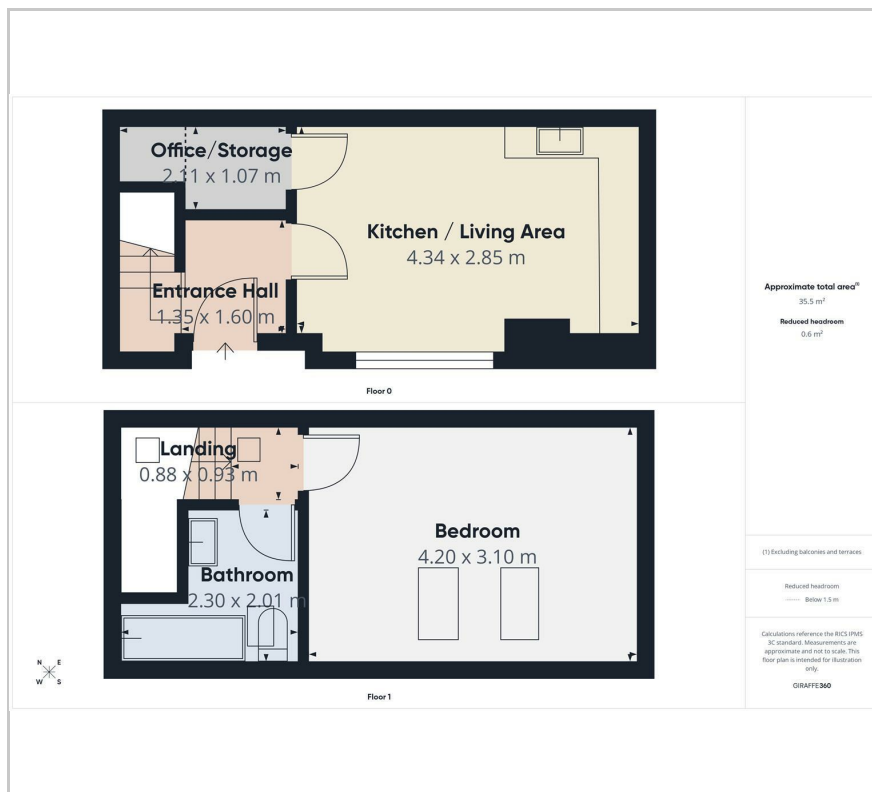 Office/Storage
2.11 x 1.07 m
Kitchen / Living Area
4.34 x 2.85 m
Entrance Hall
1.35 x 1.60 m
Floor 0
Landing
0.88 x 0.93 m
Bedroom
4.20 x 3.10 m
Bathroom
2.30 x 2.01 m
N E
W S
Floor 1
Approximate total area(1)
35.5 m²
Reduced headroom
0.6 m²
(1) Excluding balconies and terraces
Reduced headroom
Below 1.5 m
Calculations reference the RICS IPMS
3C standard. Measurements are
approximate and not to scale. This
floor plan is intended for illustration
only.
GIRAFFE360